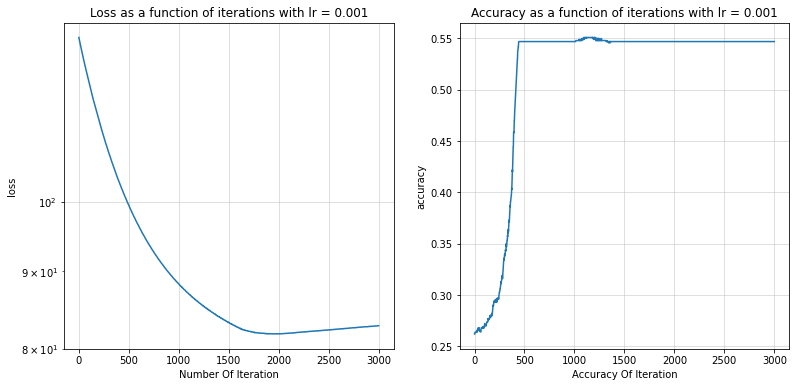 Loss as a function of iterations with lr = 0.001
loss
10²
9 × 10¹
8 × 10¹
0 500 1000 1500 2000 2500 3000
Number Of Iteration
Accuracy as a function of iterations with lr = 0.001
accuracy
0.55
0.50
0.45
0.40
0.35
0.30
0.25
0 500 1000 1500 2000 2500 3000
Accuracy Of Iteration